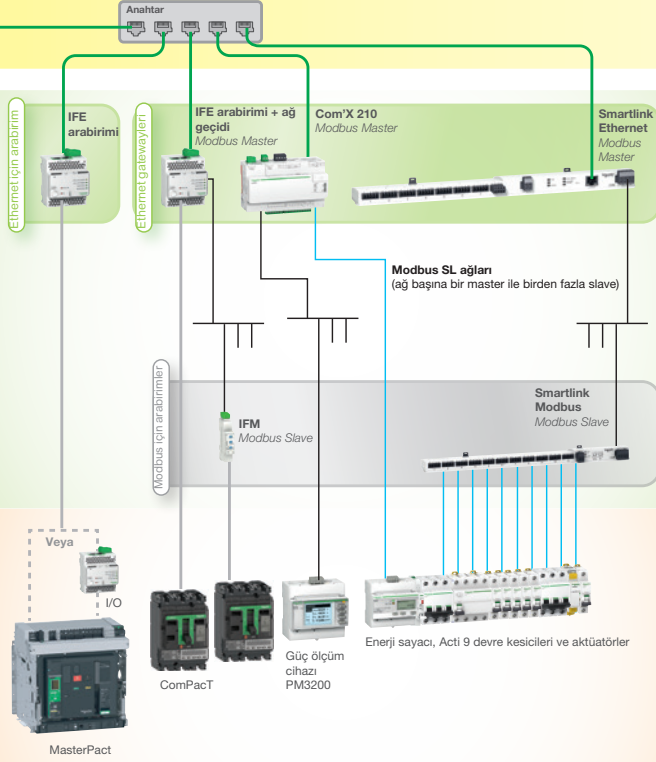 Anahtar
Ethernet için arabirim
IFE
arabirimi
Ethernet gatewayleri
IFE arabirimi + ağ
geçidi
Modbus Master
Com'X 210
Modbus Master
Smartlink
Ethernet
Modbus
Master
Modbus SL ağları
(ağ başına bir master ile birden fazla slave)
Modbus için arabirimler
IFM
Modbus Slave
Smartlink
Modbus
Modbus Slave
Veya
I/O
MasterPact
ComPacT
Güç ölçüm
cihazı
PM3200
Enerji sayacı, Acti 9 devre kesicileri ve aktüatörler